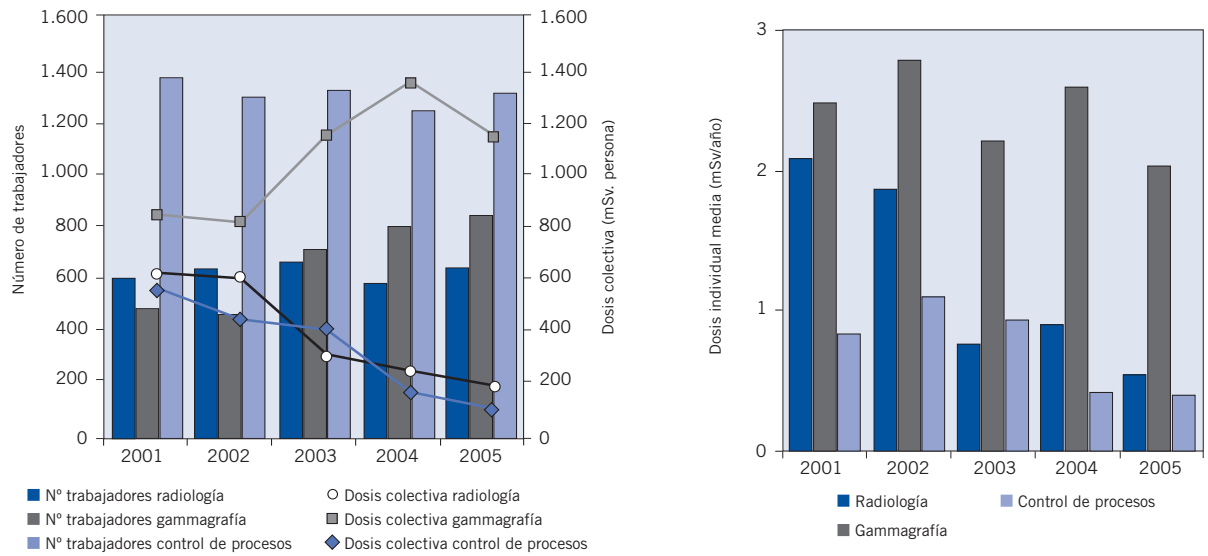 1.600
1.400
1.200
1.000
800
600
400
200
0
Número de trabajadores
1.600
1.400
1.200
1.000
800
600
400
200
0
Dosis colectiva (mSv. persona)
2001 2002 2003 2004 2005
Nº trabajadores radiología
Nº trabajadores gammagrafía
Nº trabajadores control de procesos
Dosis colectiva radiología
Dosis colectiva gammagrafía
Dosis colectiva control de procesos
3
2
1
0
Dosis individual media (mSv/año)
2001 2002 2003 2004 2005
Radiología
Gammagrafía
Control de procesos